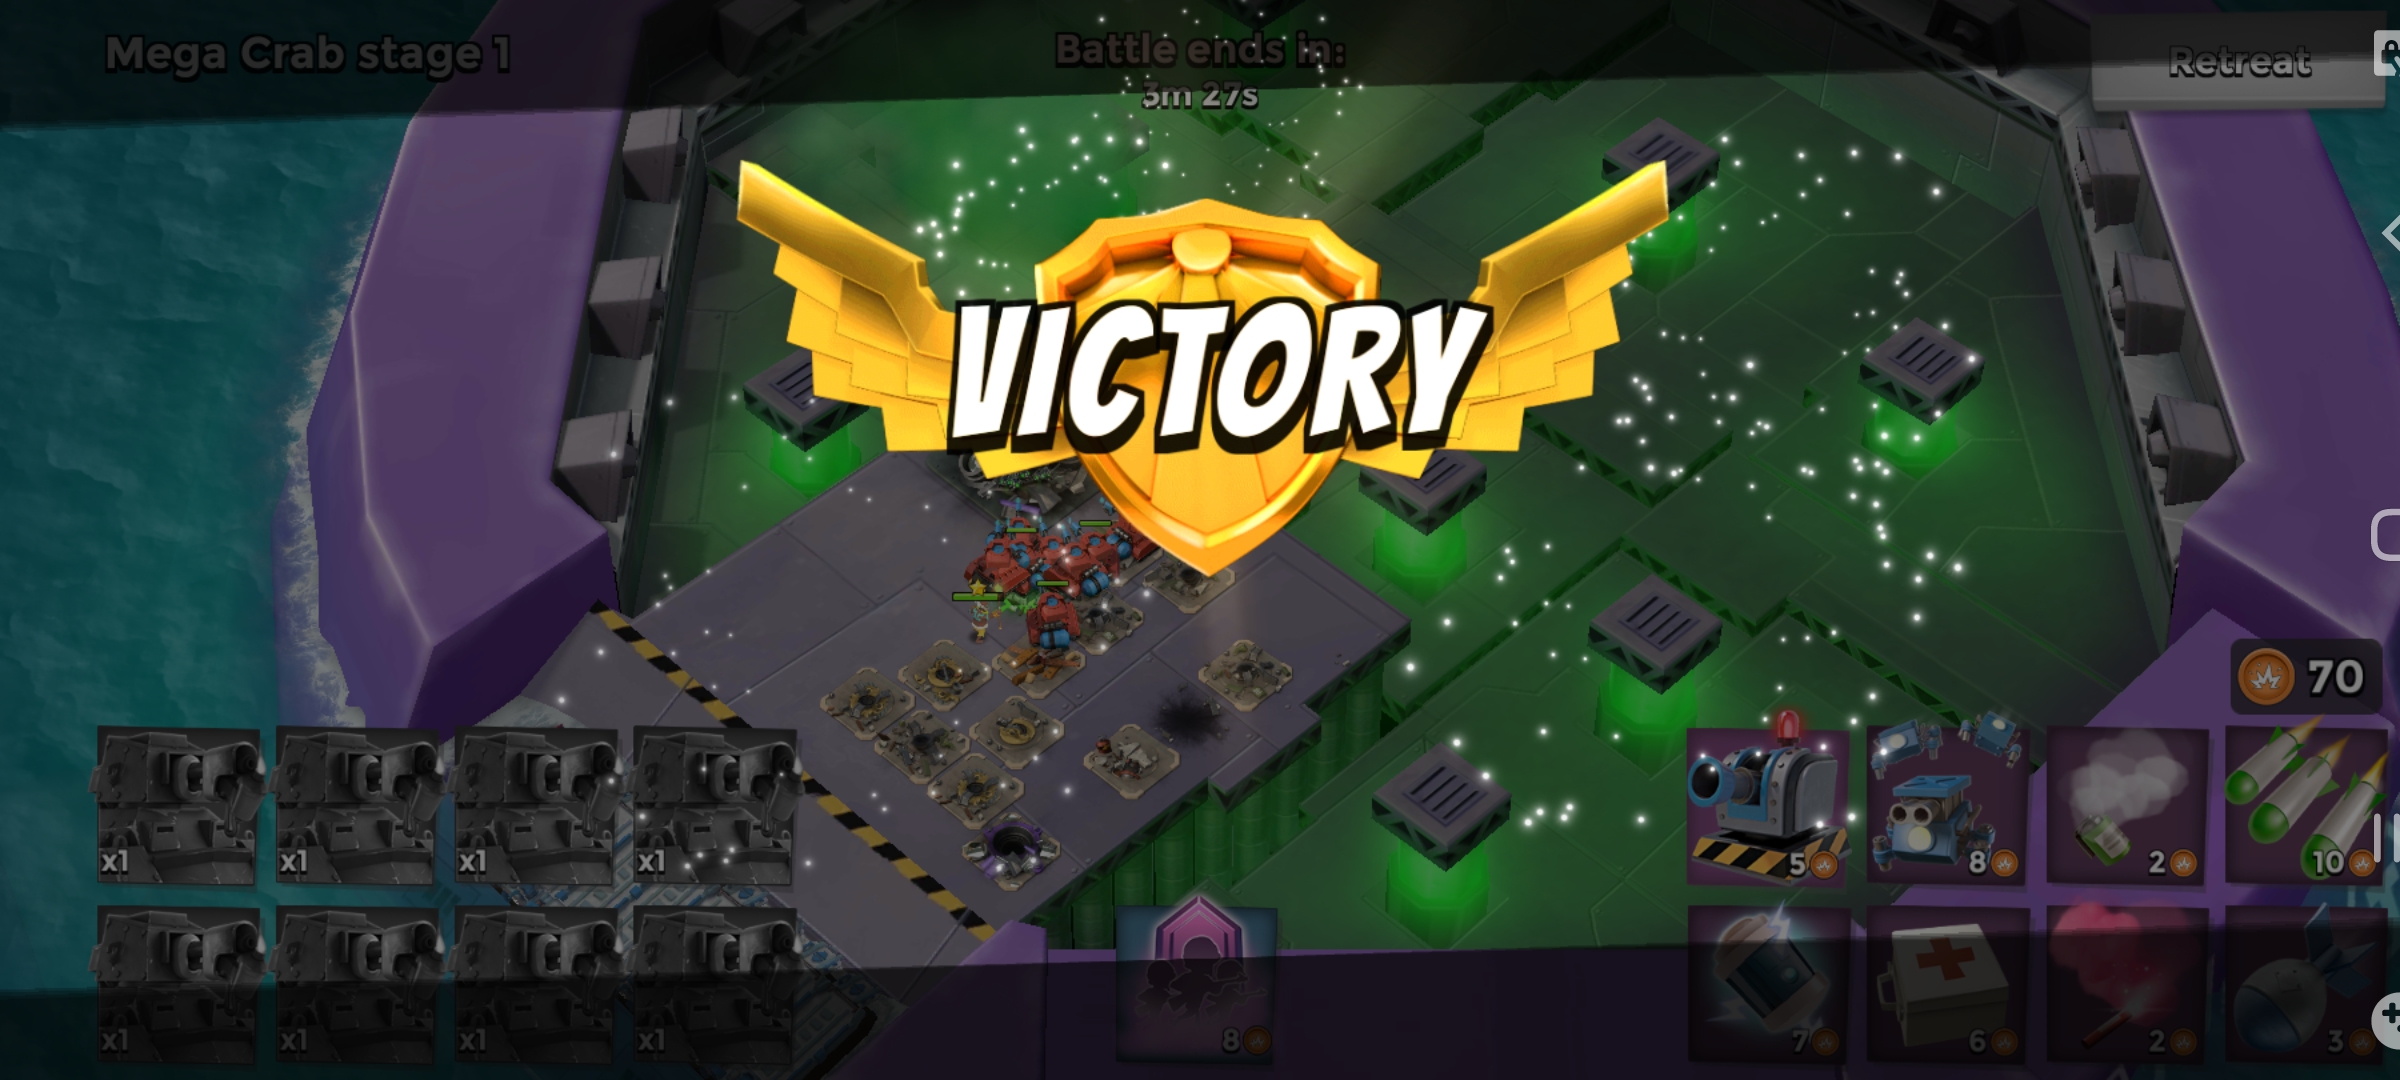 Mega Crab stage 1
Battle ends in:
3m 27s
Retreat
VICTORY
70
x1
x1
x1
x1
5
8
2
10
x1
x1
x1
x1
8
7
6
2
3